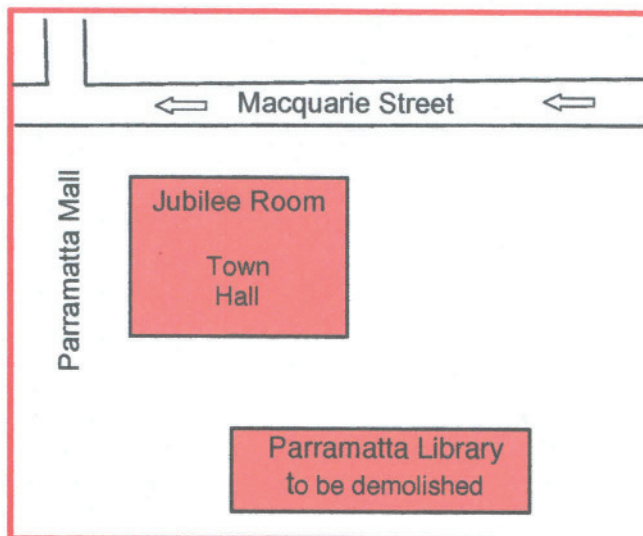 Macquarie Street
Parramatta Mall
Jubilee Room
Town
Hall
Parramatta Library
to be demolished